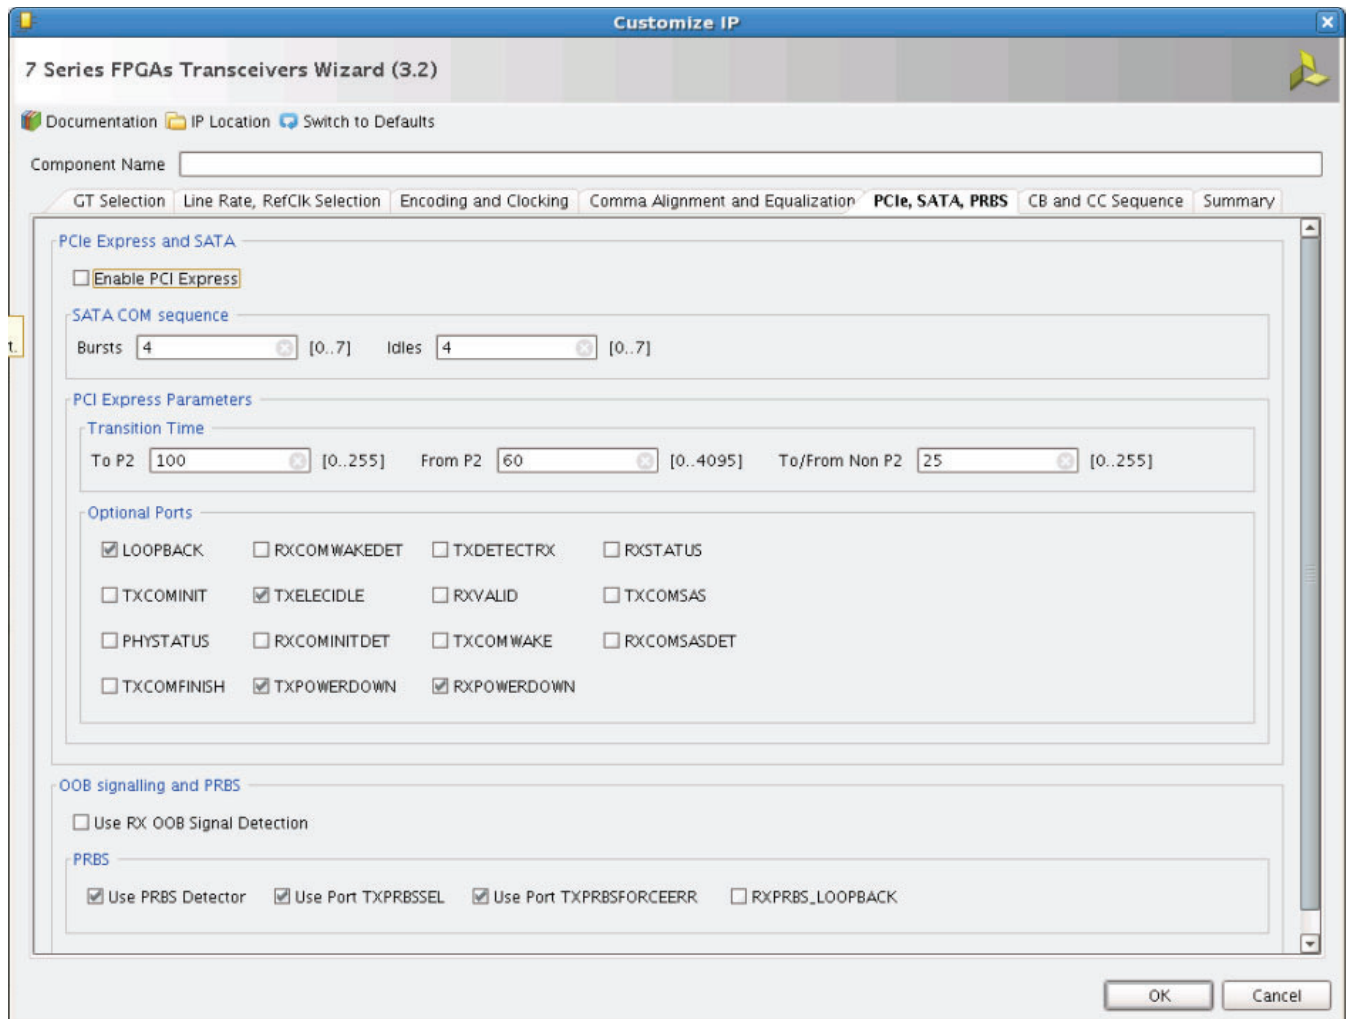 Customize IP
7 Series FPGAs Transceivers Wizard (3.2)
Documentation IP Location Switch to Defaults
Component Name
GT Selection Line Rate, RefClk Selection Encoding and Clocking Comma Alignment and Equalization PCIe, SATA, PRBS CB and CC Sequence Summary
PCIe Express and SATA
Enable PCI Express
SATA COM sequence
t.
Bursts 4 [0..7] Idles 4 [0..7]
PCI Express Parameters
Transition Time
To P2 100 [0..255] From P2 60 [0..4095] To/From Non P2 25 [0..255]
Optional Ports
LOOPBACK RXCOMWAKEDET TXDETECTRX RXSTATUS
TXCOMINIT TXELECIDLE RXVALID TXCOMSAS
PHYSTATUS RXCOMINITDET TXCOMWAKE RXCOMSASDET
TXCOMFINISH TXPOWERDOWN RXPOWERDOWN
OOB signalling and PRBS
Use RX OOB Signal Detection
PRBS
Use PRBS Detector Use Port TXPRBSSEL Use Port TXPRBSFORCEERR RXPRBS_LOOPBACK
OK Cancel